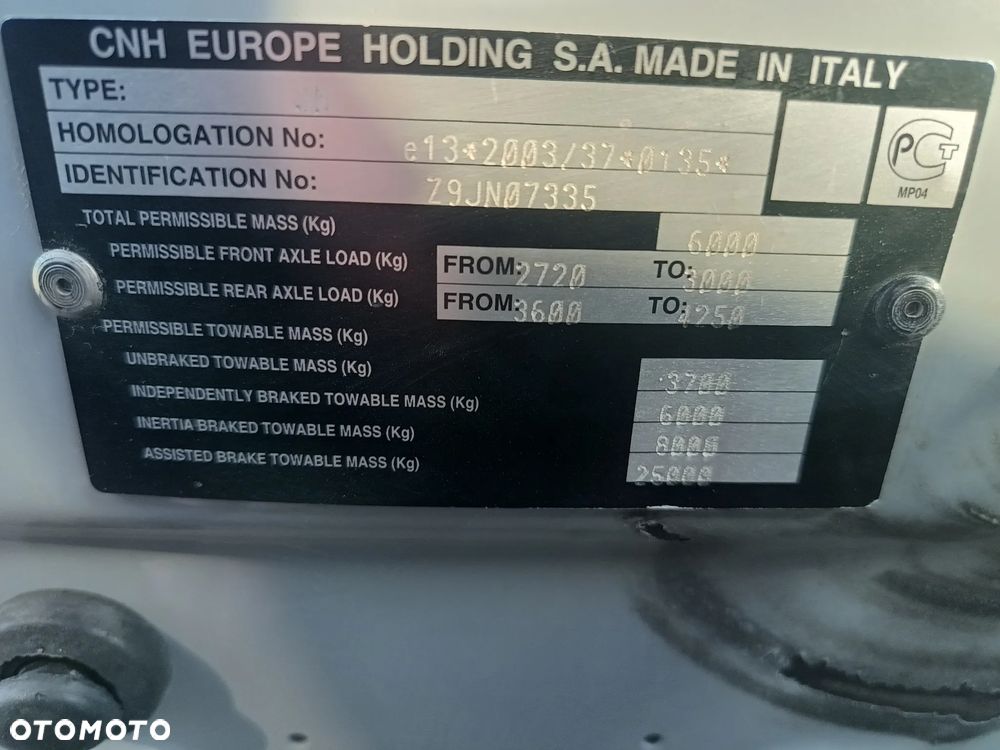 CNH EUROPE HOLDING S.A. MADE IN ITALY
TYPE:
HOMOLOGATION No: e13*2003/37*0135*
IDENTIFICATION No: Z9JN07335
PCT
MP04
TOTAL PERMISSIBLE MASS (Kg) 6000
PERMISSIBLE FRONT AXLE LOAD (Kg) FROM: 2720 TO: 3000
PERMISSIBLE REAR AXLE LOAD (Kg) FROM: 3600 TO: 4250
PERMISSIBLE TOWABLE MASS (Kg)
UNBRAKED TOWABLE MASS (Kg) 3700
INDEPENDENTLY BRAKED TOWABLE MASS (Kg) 6000
INERTIA BRAKED TOWABLE MASS (Kg) 8000
ASSISTED BRAKE TOWABLE MASS (Kg) 25000
OTOMOTO